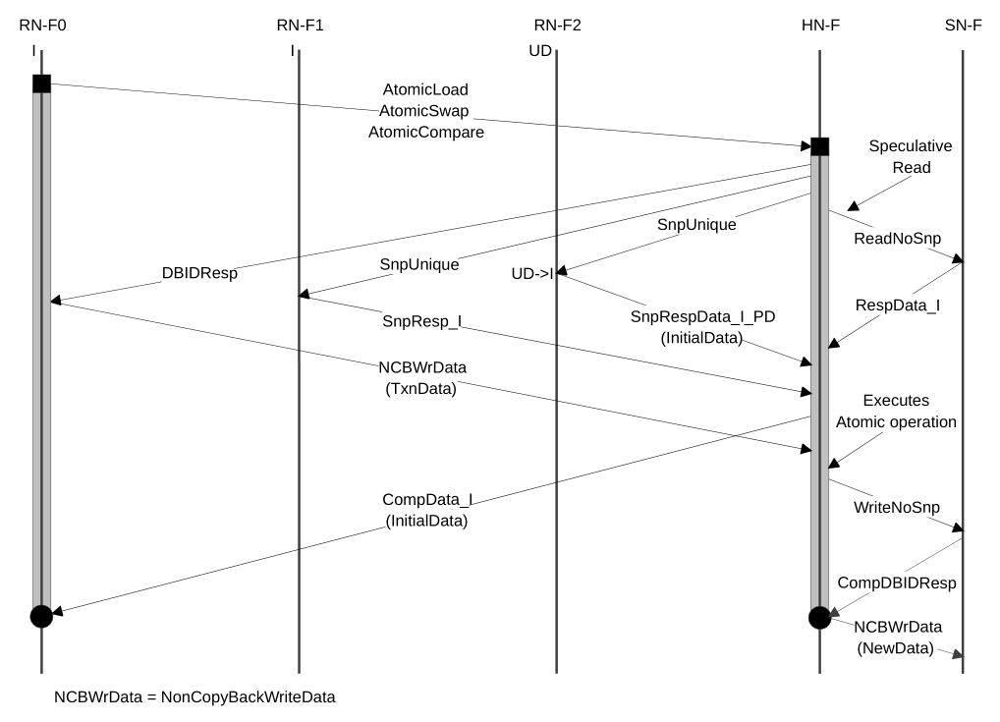 RN-F0 RN-F1 RN-F2 HN-F SN-F
I I UD
AtomicLoad
AtomicSwap
AtomicCompare
Speculative
Read
SnpUnique
ReadNoSnp
SnpUnique
DBIDResp
UD->I
RespData_I
SnpRespData_I_PD
(InitialData)
SnpResp_I
NCBWrData
(TxnData)
Executes
Atomic operation
CompData_I
(InitialData)
WriteNoSnp
CompDBIDResp
NCBWrData
(NewData)
NCBWrData = NonCopyBackWriteData